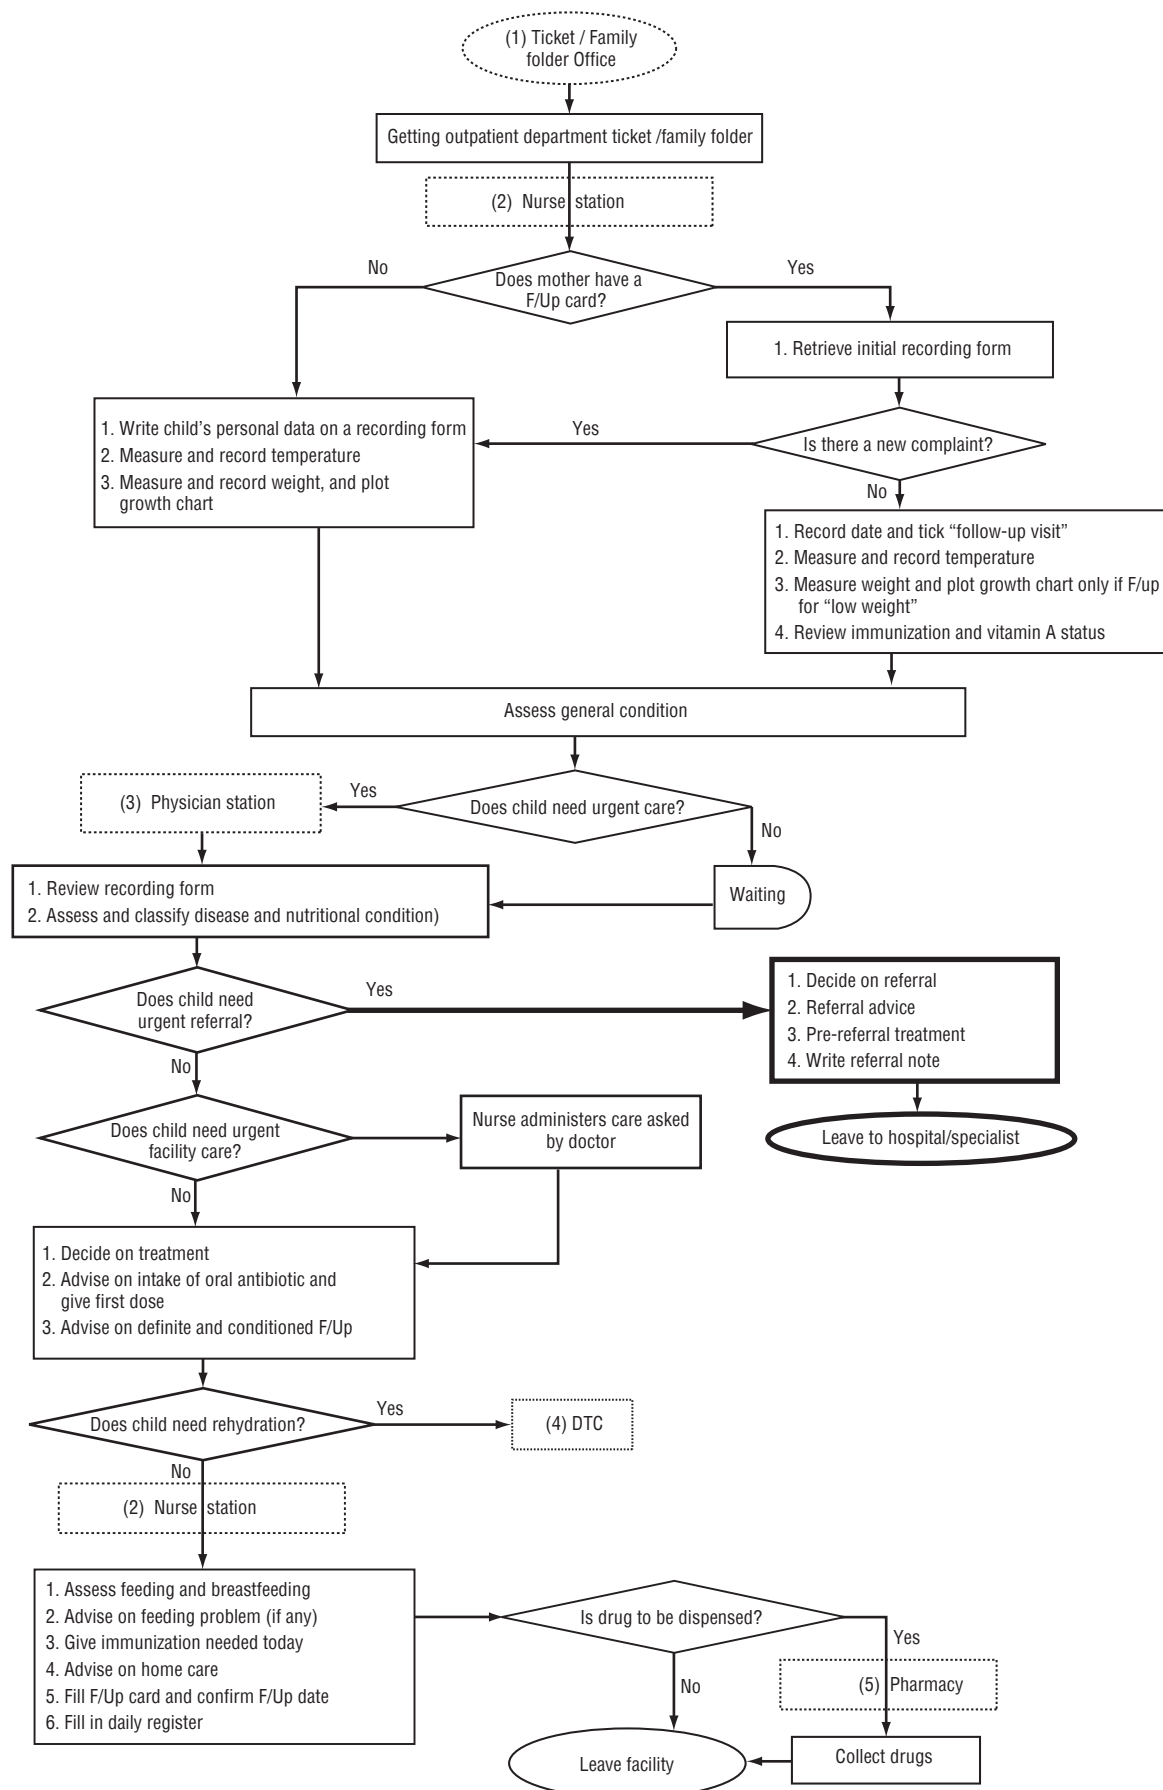 (1) Ticket / Family
folder Office
Getting outpatient department ticket /family folder
(2) Nurse station
Does mother have a
F/Up card?
No
Yes
1. Retrieve initial recording form
Is there a new complaint?
Yes
No
1. Write child's personal data on a recording form
2. Measure and record temperature
3. Measure and record weight, and plot
growth chart
1. Record date and tick “follow-up visit”
2. Measure and record temperature
3. Measure weight and plot growth chart only if F/up
for “low weight”
4. Review immunization and vitamin A status
Assess general condition
Does child need urgent care?
Yes
No
(3) Physician station
Waiting
1. Review recording form
2. Assess and classify disease and nutritional condition)
Does child need
urgent referral?
Yes
No
1. Decide on referral
2. Referral advice
3. Pre-referral treatment
4. Write referral note
Leave to hospital/specialist
Does child need urgent
facility care?
No
Nurse administers care asked
by doctor
1. Decide on treatment
2. Advise on intake of oral antibiotic and
give first dose
3. Advise on definite and conditioned F/Up
Does child need rehydration?
Yes
No
(4) DTC
(2) Nurse station
1. Assess feeding and breastfeeding
2. Advise on feeding problem (if any)
3. Give immunization needed today
4. Advise on home care
5. Fill F/Up card and confirm F/Up date
6. Fill in daily register
Is drug to be dispensed?
Yes
No
(5) Pharmacy
Collect drugs
Leave facility